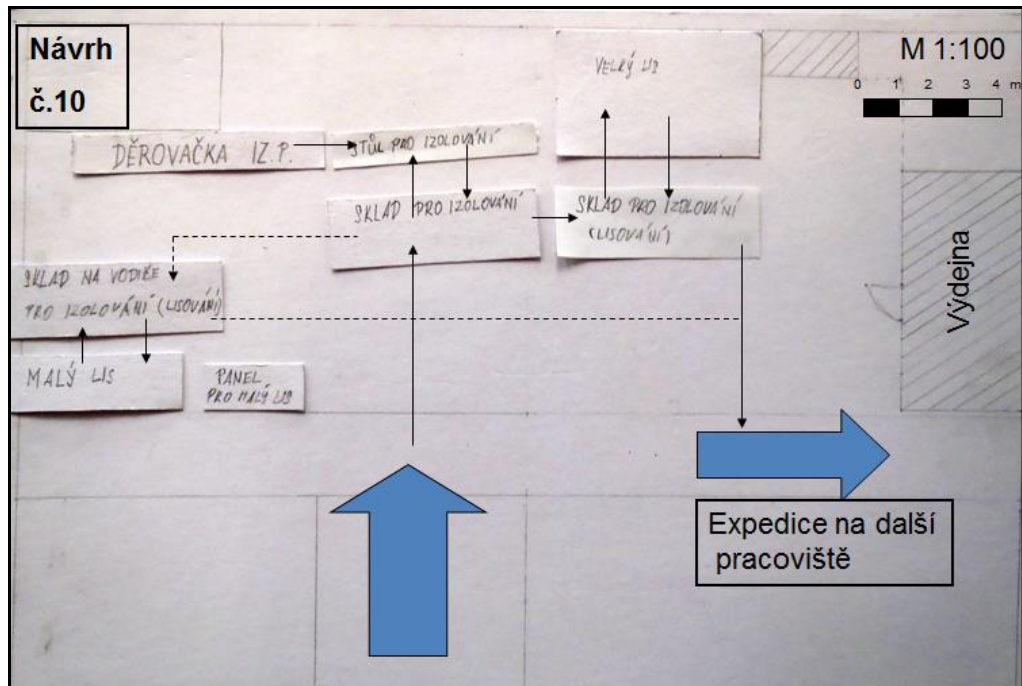 Návrh
č.10
M 1:100
0 1 2 3 4 m
VELKÝ LIS
DĚROVAČKA IZ.P.
STŮL PRO IZOLOVÁNÍ
SKLAD PRO IZOLOVÁNÍ
SKLAD PRO IZOLOVÁNÍ
(LISOVÁNÍ)
Výdejna
SKLAD NA VODIČE
PRO IZOLOVÁNÍ (LISOVÁNÍ)
MALÝ LIS
PANEL
PRO MALÝ LIS
Expedice na další
pracoviště